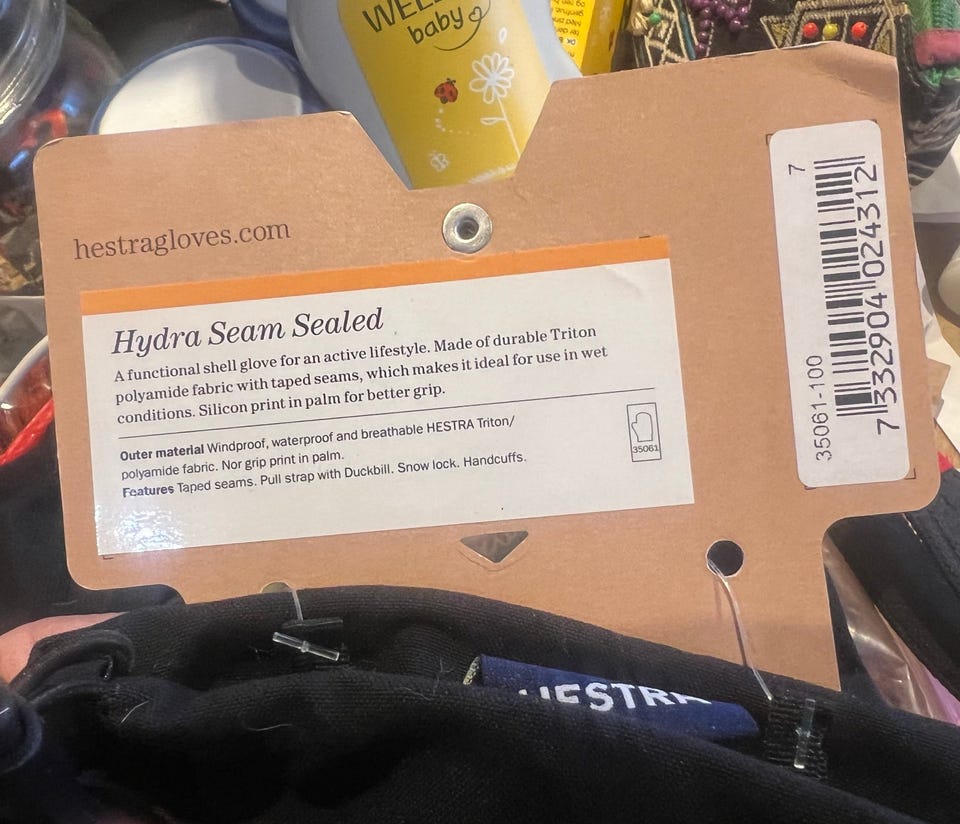 baby
hestragloves.com
Hydra Seam Sealed
A functional shell glove for an active lifestyle. Made of durable Triton
polyamide fabric with taped seams, which makes it ideal for use in wet
conditions. Silicon print in palm for better grip.
Outer material Windproof, waterproof and breathable HESTRA Triton/
polyamide fabric. Nor grip print in palm.
Features Taped seams. Pull strap with Duckbill. Snow lock. Handcuffs.
35061
35061-100
7
7 332904 024312
HESTRA